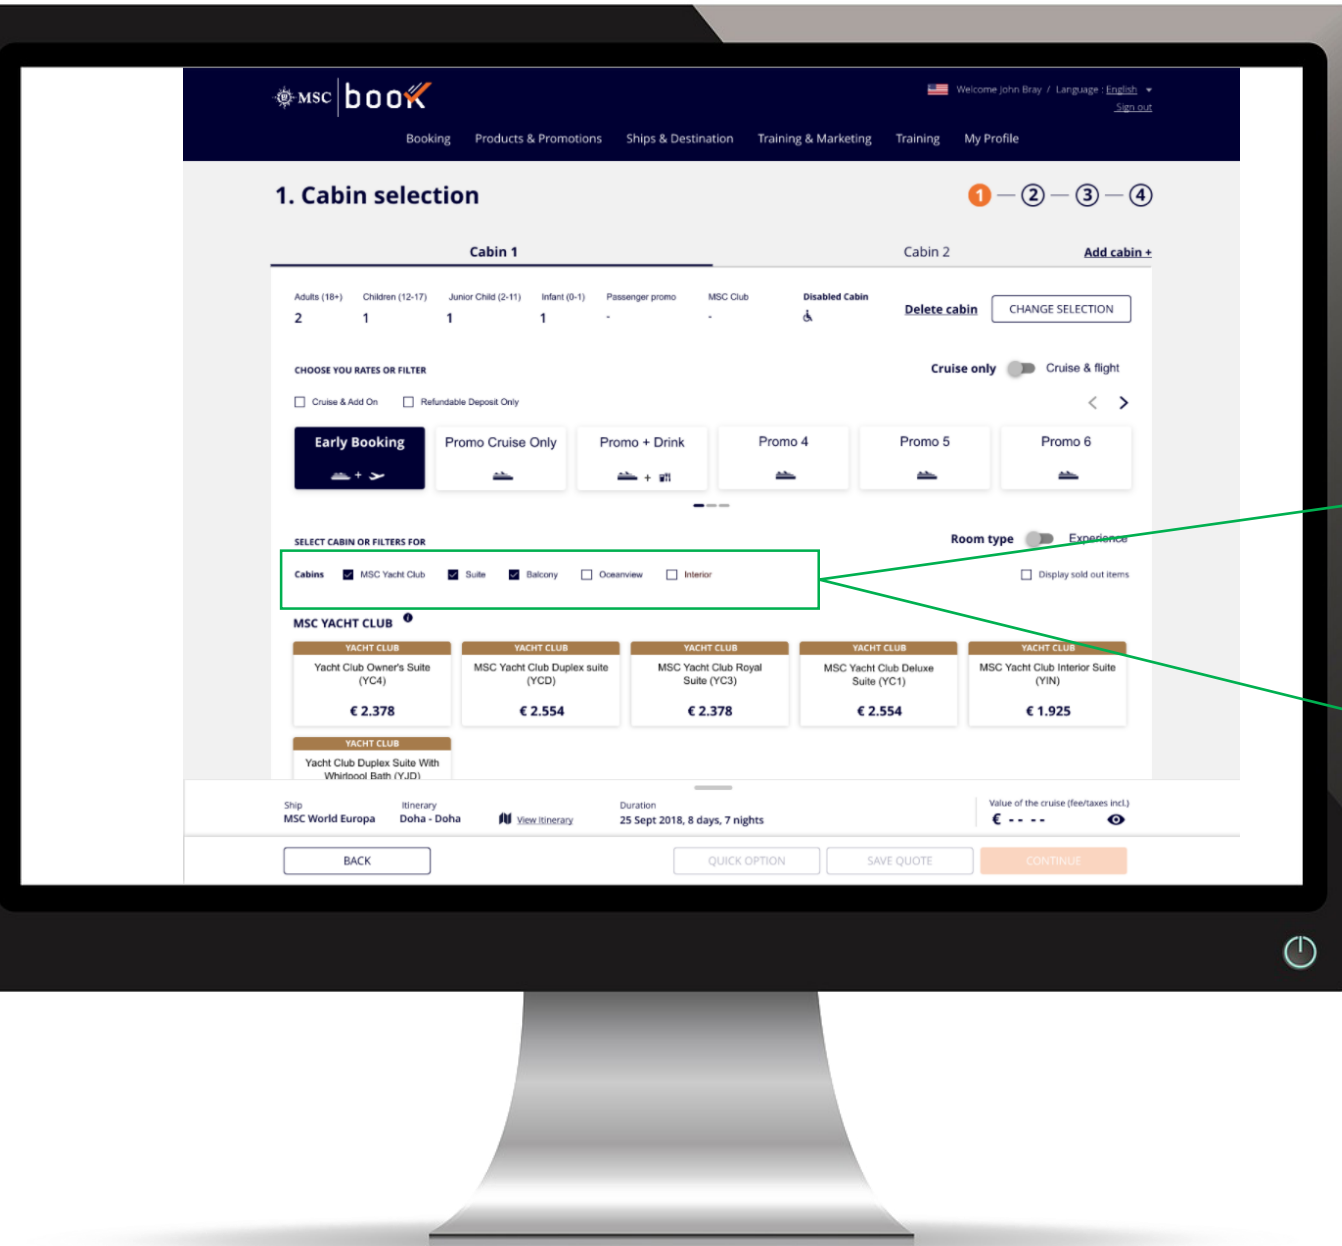 MSC book
Welcome John Bray / Language : English
Sign out
Booking Products & Promotions Ships & Destination Training & Marketing Training My Profile
1. Cabin selection
1 2 3 4
Cabin 1 Cabin 2 Add cabin +
Adults (18+) Children (12-17) Junior Child (2-11) Infant (0-1) Passenger promo MSC Club Disabled Cabin
2 1 1 1 - -
Delete cabin CHANGE SELECTION
CHOOSE YOU RATES OR FILTER
Cruise only Cruise & flight
Cruise & Add On Refundable Deposit Only
Early Booking Promo Cruise Only Promo + Drink Promo 4 Promo 5 Promo 6
+ +
SELECT CABIN OR FILTERS FOR
Room type Experience
Cabins MSC Yacht Club Suite Balcony Oceanview Interior
Display sold out items
MSC YACHT CLUB
YACHT CLUB YACHT CLUB YACHT CLUB YACHT CLUB YACHT CLUB
Yacht Club Owner's Suite MSC Yacht Club Duplex suite MSC Yacht Club Royal MSC Yacht Club Deluxe MSC Yacht Club Interior Suite
(YC4) (YCD) Suite (YC3) Suite (YC1) (YIN)
€ 2.378 € 2.554 € 2.378 € 2.554 € 1.925
YACHT CLUB
Yacht Club Duplex Suite With
Whirlpool Bath (YJD)
Ship Itinerary Duration Value of the cruise (fee/taxes incl.)
MSC World Europa Doha - Doha View Itinerary 25 Sept 2018, 8 days, 7 nights € -- --
BACK QUICK OPTION SAVE QUOTE CONTINUE